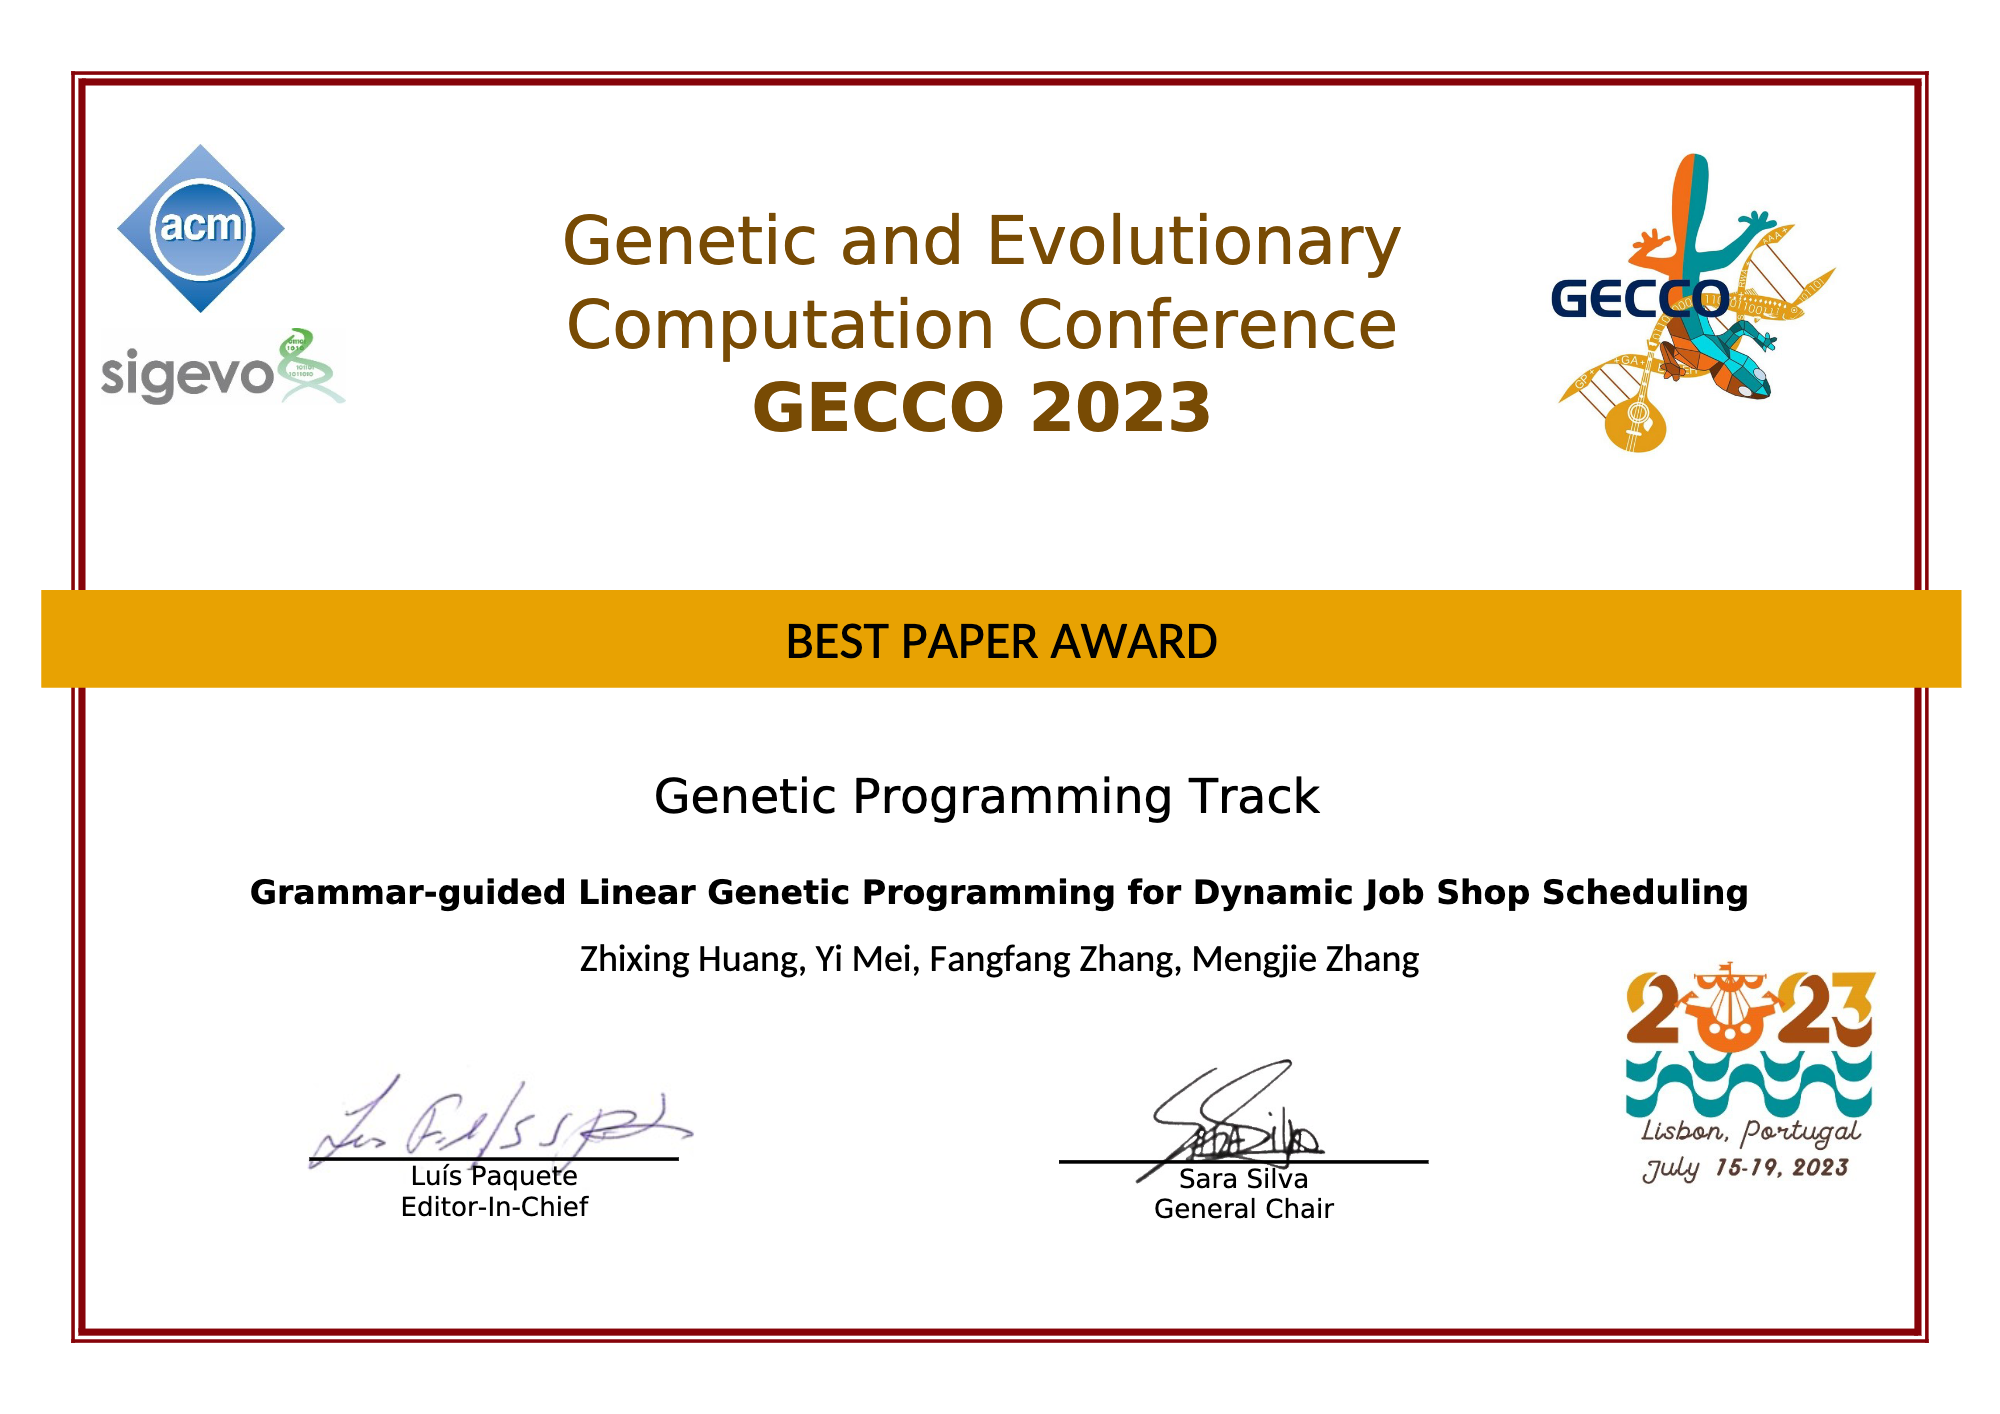 acm
sigevo
Genetic and Evolutionary
Computation Conference
GECCO 2023
GECCO
BEST PAPER AWARD
Genetic Programming Track
Grammar-guided Linear Genetic Programming for Dynamic Job Shop Scheduling
Zhixing Huang, Yi Mei, Fangfang Zhang, Mengjie Zhang
Luís Paquete
Editor-In-Chief
Sara Silva
General Chair
2023
Lisbon, Portugal
July 15-19, 2023